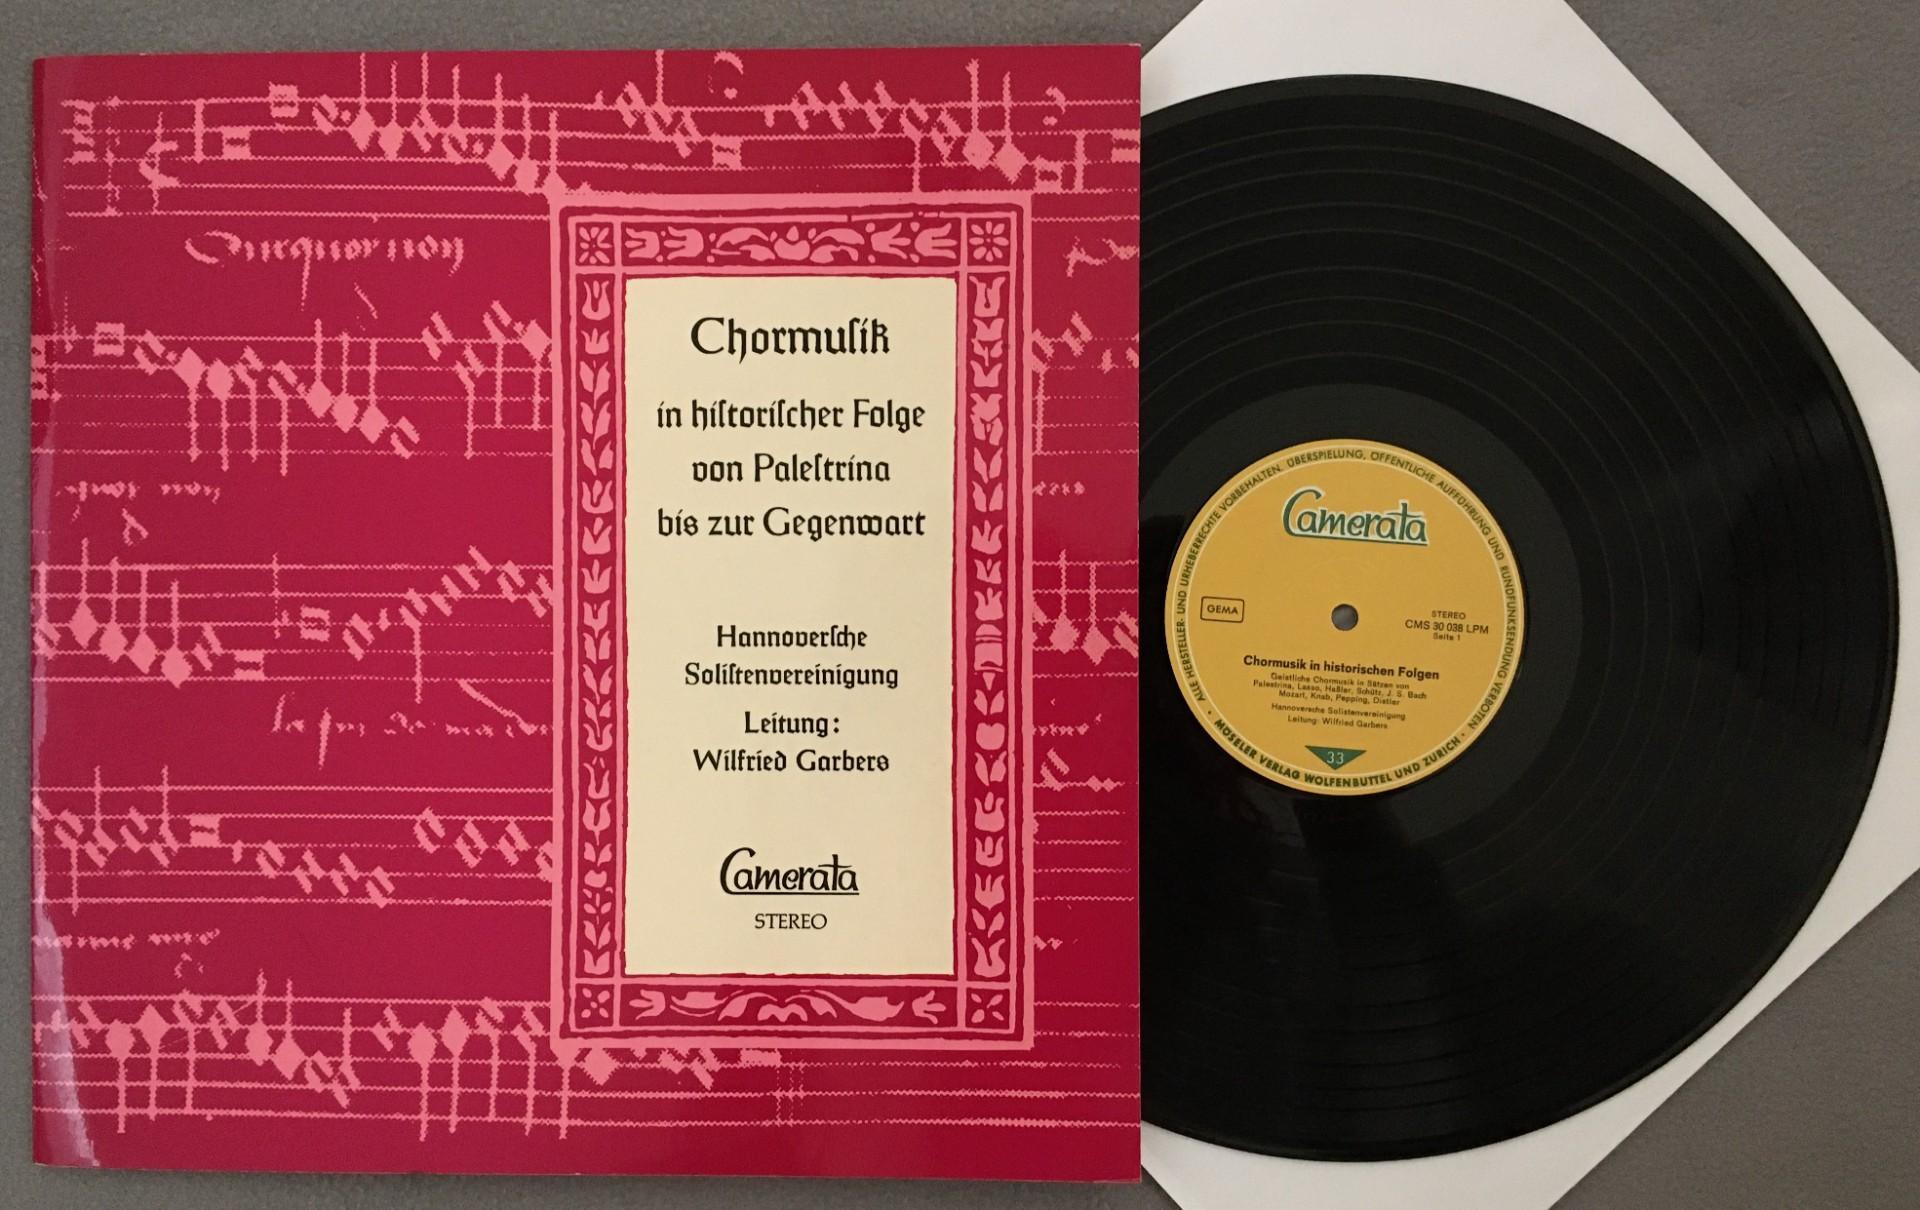 Chormuſik
in hiſtoriſcher Folge
von Paleſtrina
bis zur Gegenwart
Hannoverſche
Soliſtenvereinigung
Leitung:
Wilfried Garbers
Camerata
STEREO
ALLE HERSTELLER- UND URHEBERRECHTE VORBEHALTEN. ÜBERSPIELUNG, ÖFFENTLICHE AUFFÜHRUNG UND RUNDFUNKSENDUNG VERBOTEN
Camerata
GEMA
STEREO
CMS 30 038 LPM
Seite 1
Chormusik in historischen Folgen
Geistliche Chormusik in Sätzen von
Palestrina, Lasso, Haßler, Schütz, J. S. Bach
Mozart, Knab, Pepping, Distler
Hannoversche Solistenvereinigung
Leitung: Wilfried Garbers
33
MÖSELER VERLAG WOLFENBÜTTEL UND ZÜRICH